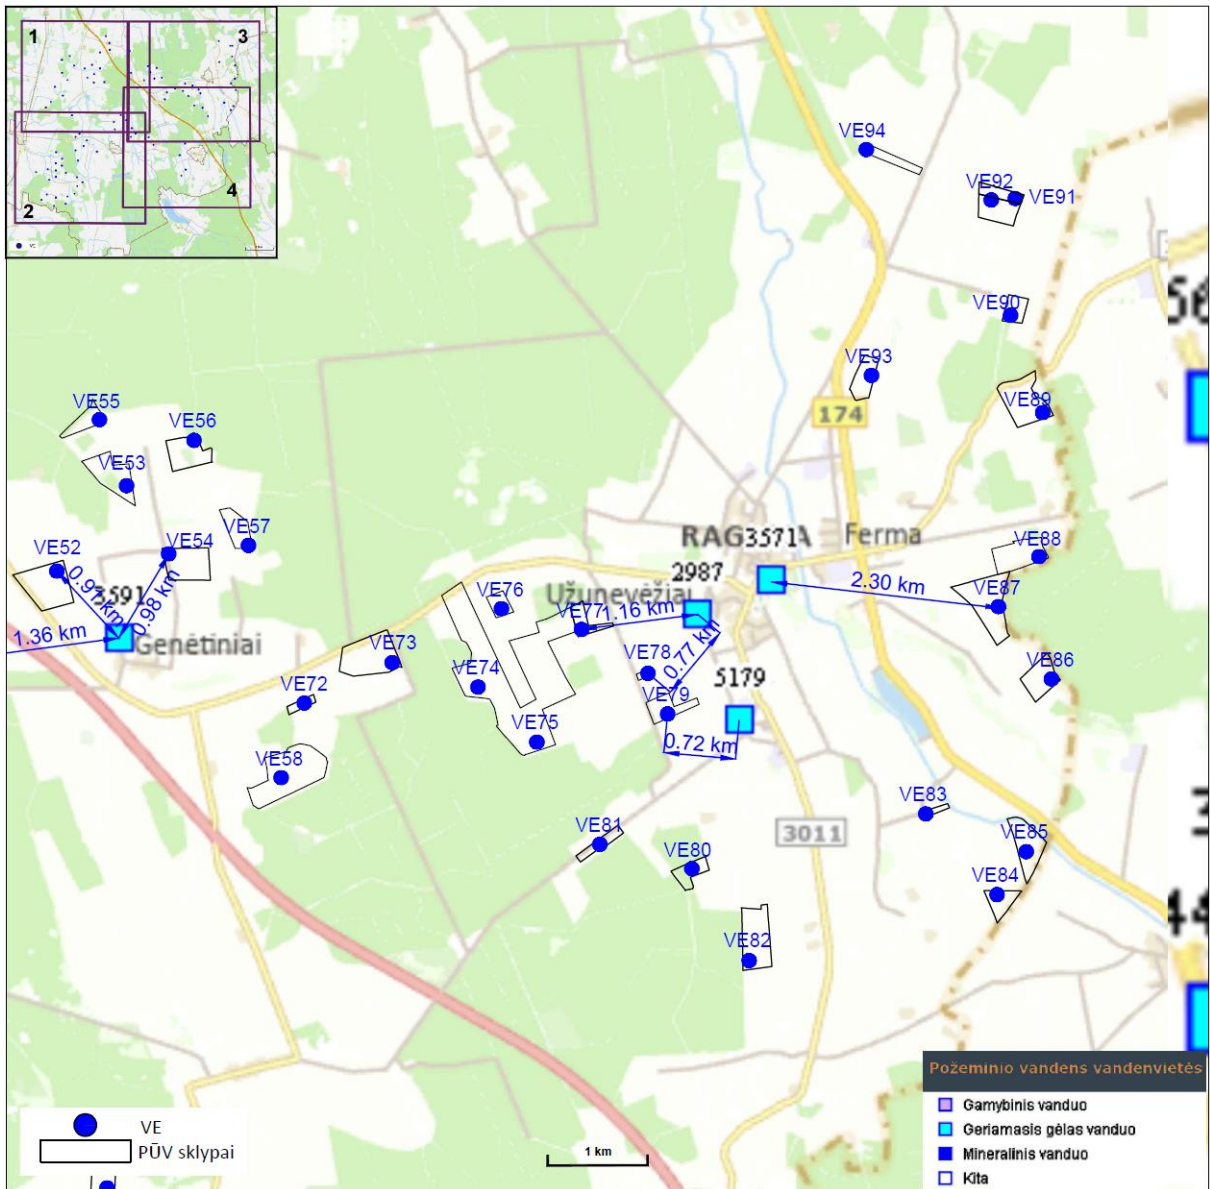 1
3
2
4
VE
VE94
VE92
VE91
VE90
VE93
174
VE89
VE55
VE56
VE53
VE57
VE54
VE52
0.97 km
3591
0.98 km
1.36 km
Genėtiniai
3571
Ferma
2987
Užunevėžiai
VE88
VE87
2.30 km
VE76
VE77
1.16 km
VE78
0.77 km
5179
VE86
VE73
VE74
VE72
VE79
VE75
0.72 km
VE58
VE83
3011
VE85
VE81
VE80
VE84
VE82
Požeminio vandens vandenvietės
Gamybinis vanduo
Geriamasis gėlas vanduo
Mineralinis vanduo
Kita
VE
PŪV sklypai
1 km